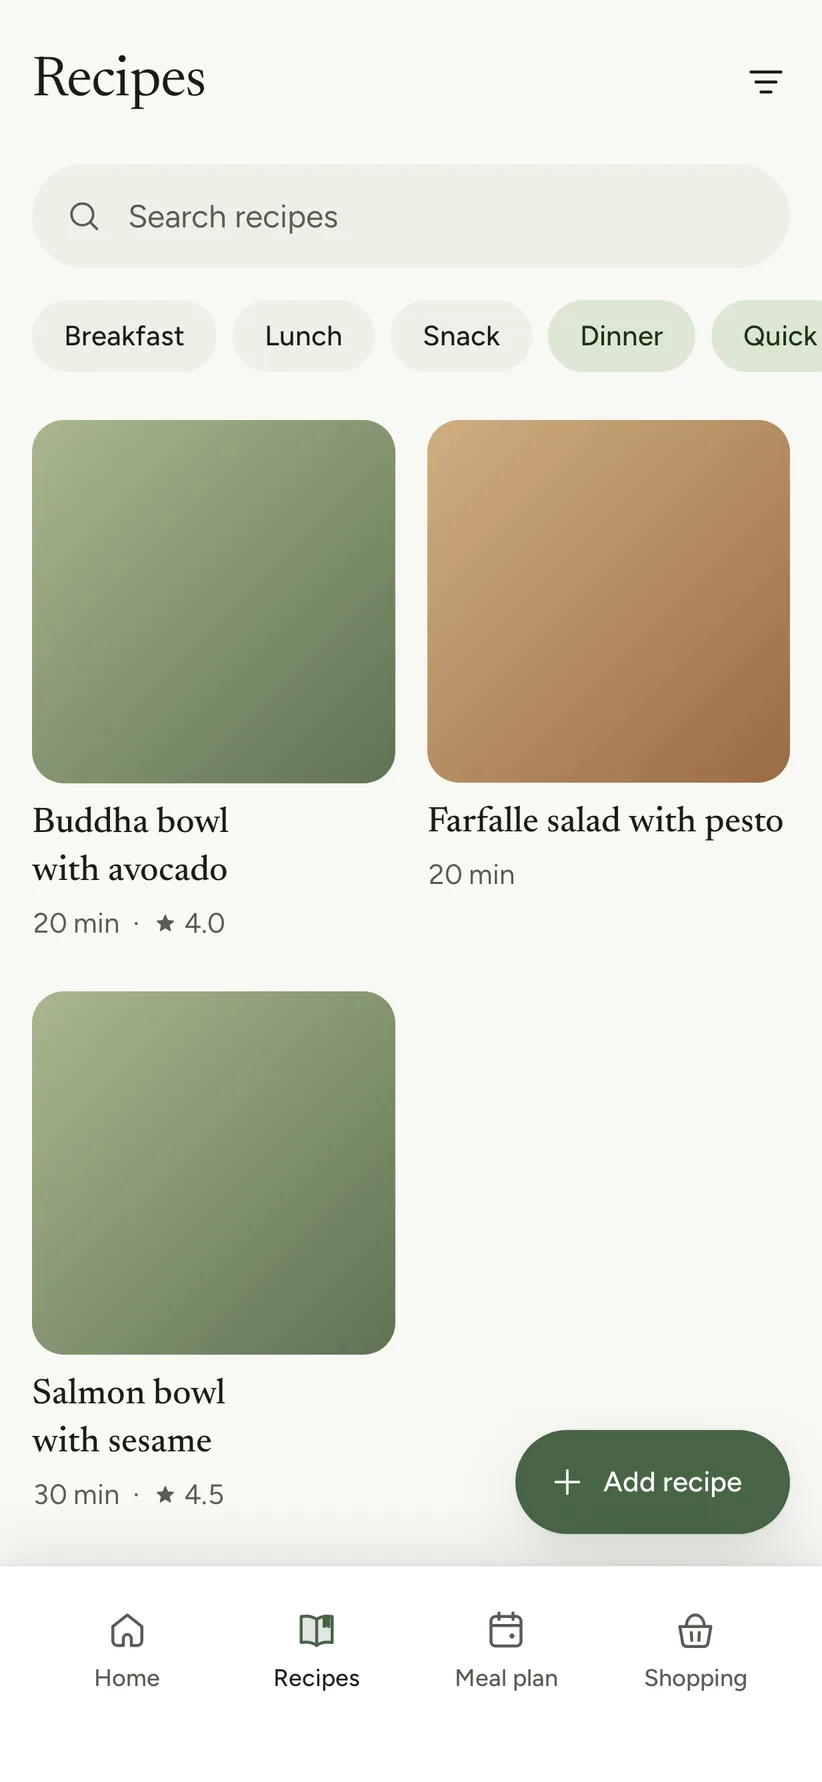 Recipes
Search recipes
Breakfast Lunch Snack Dinner Quick
Buddha bowl
with avocado
20 min · ★ 4.0
Farfalle salad with pesto
20 min
Salmon bowl
with sesame
30 min · ★ 4.5
Add recipe
Home Recipes Meal plan Shopping